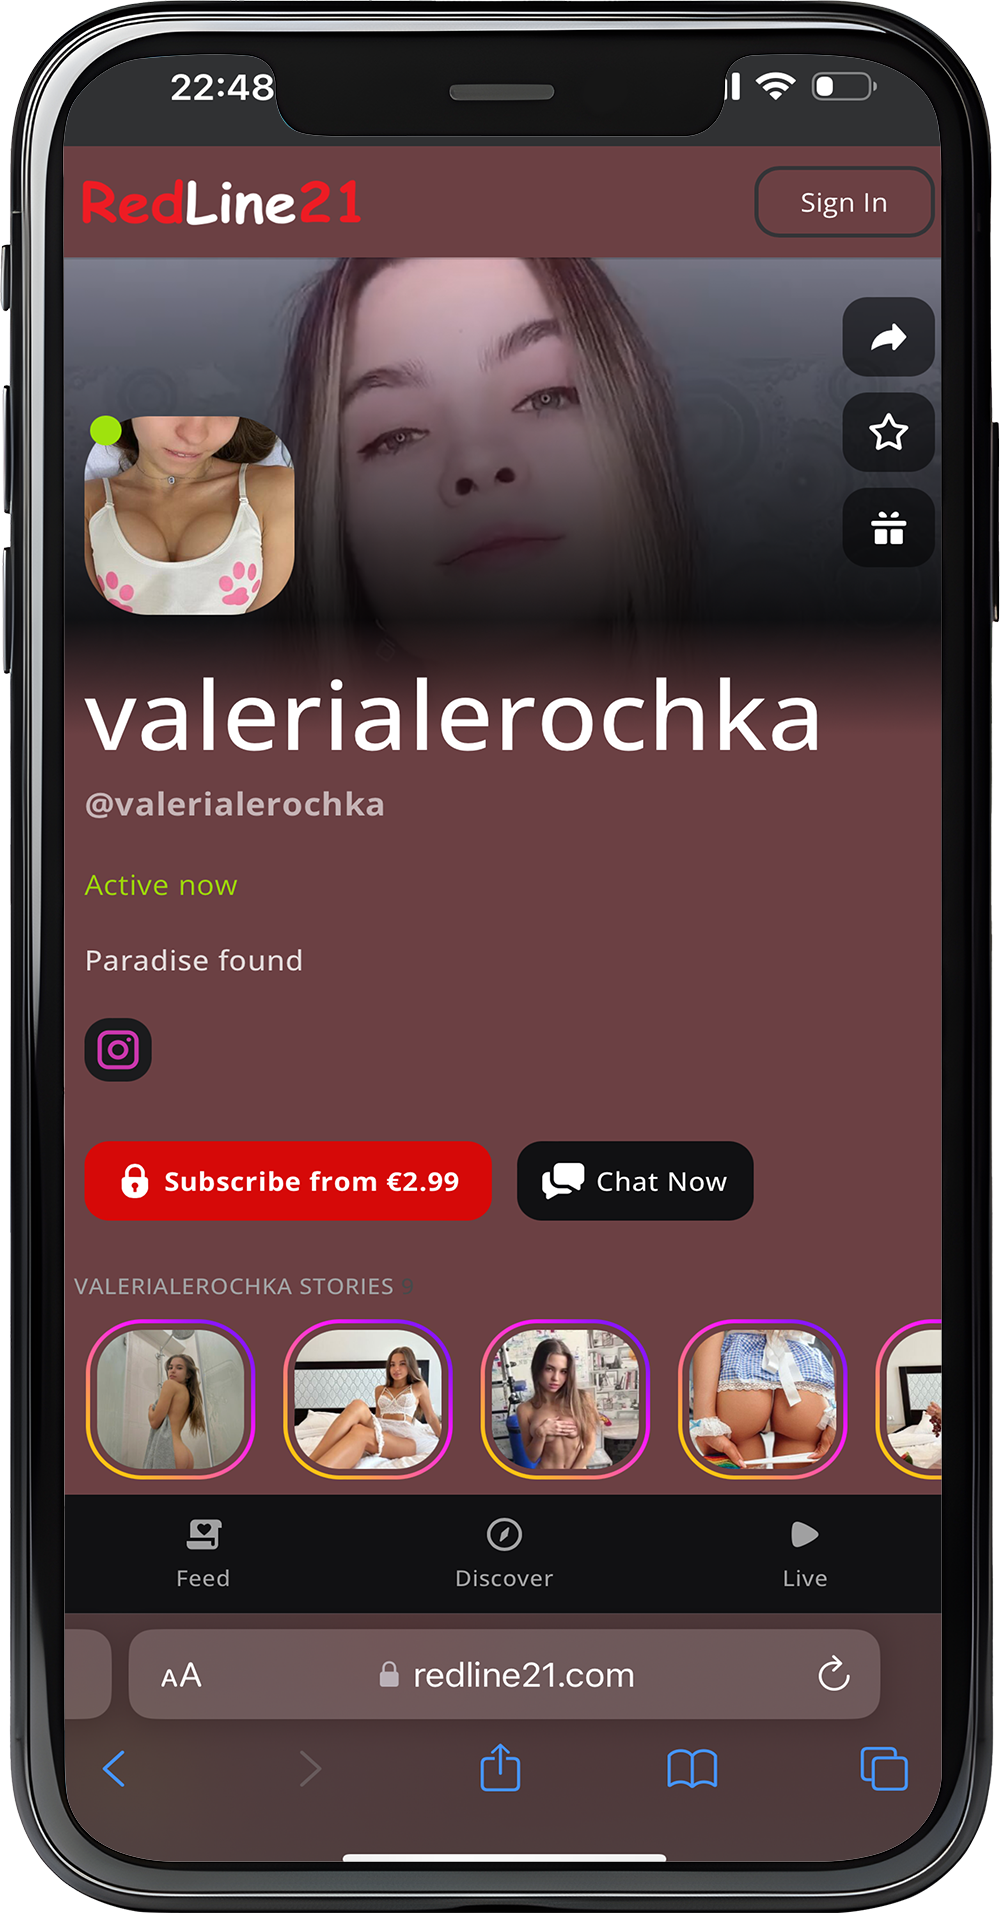 22:48
RedLine21
Sign In
valerialerochka
@valerialerochka
Active now
Paradise found
Subscribe from €2.99
Chat Now
VALERIALEROCHKA STORIES 9
Feed
Discover
Live
AA
redline21.com